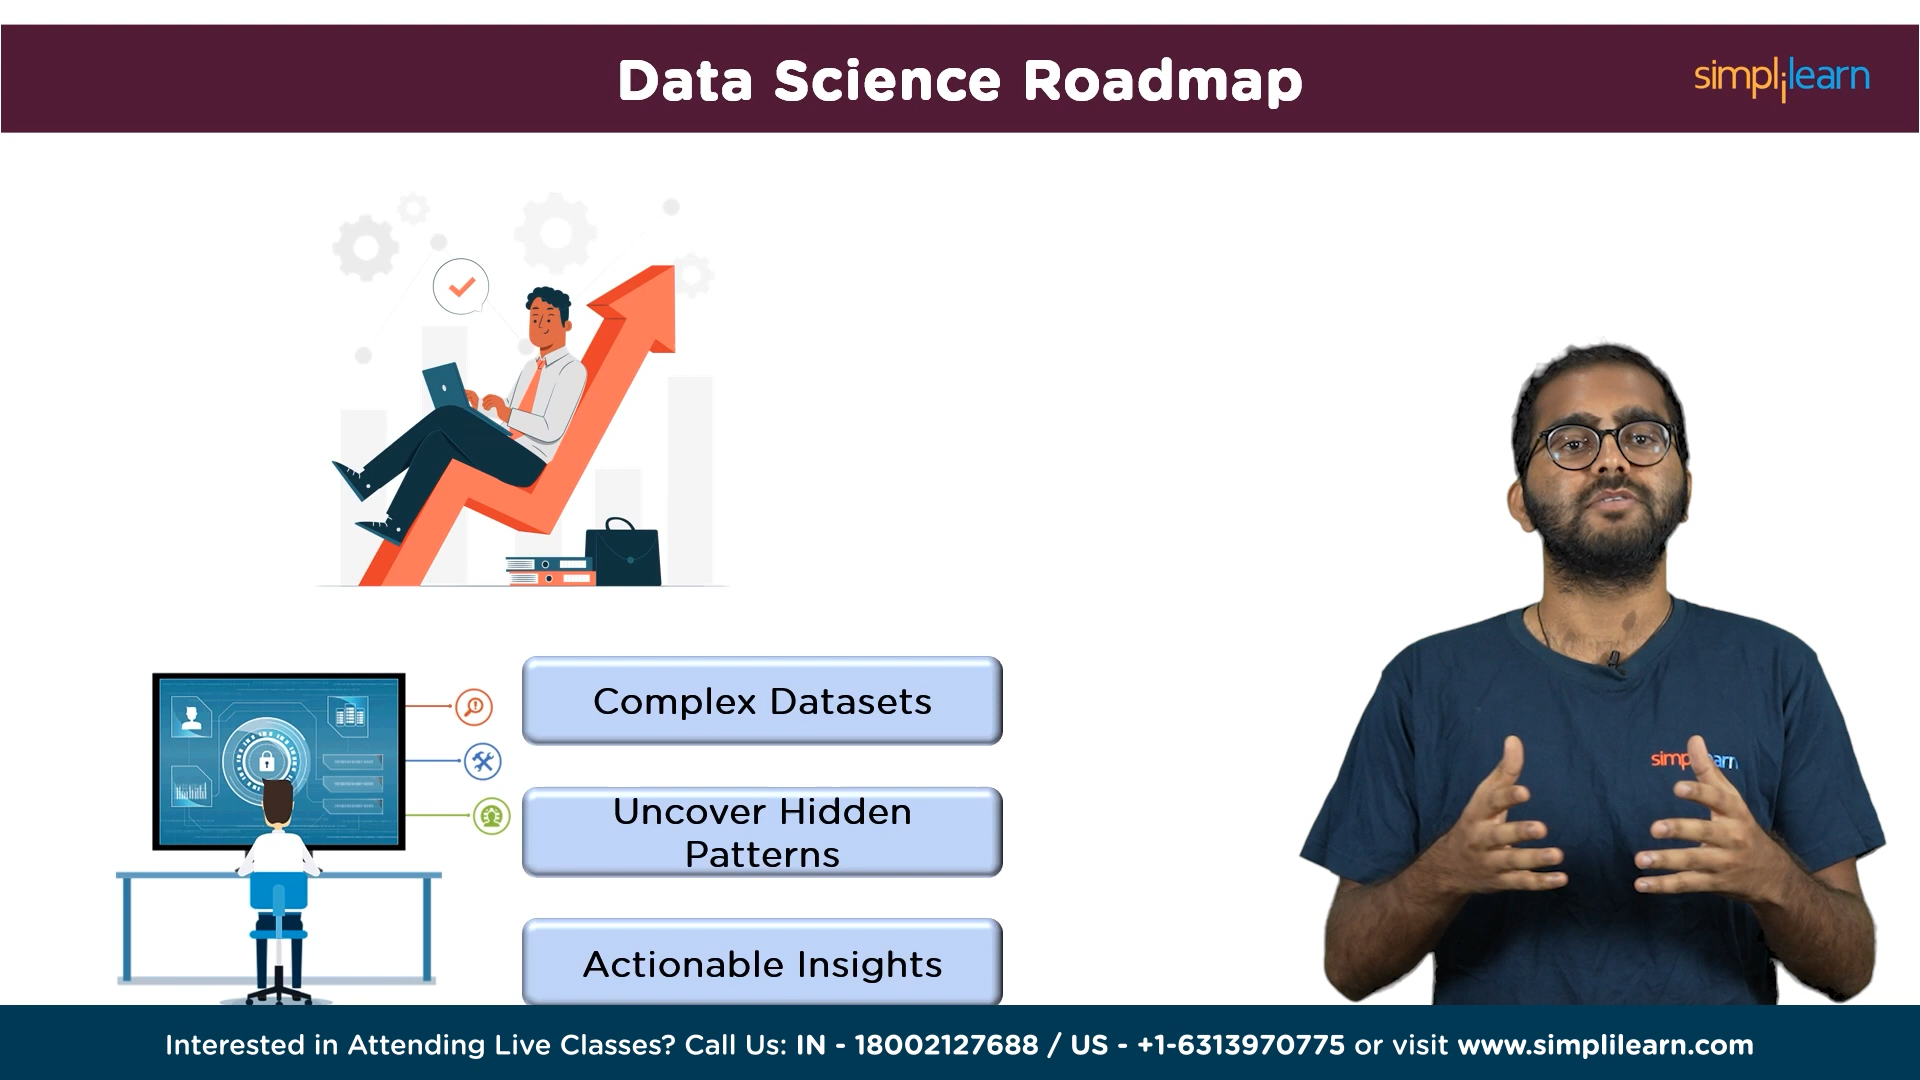 Data Science Roadmap
simplilearn
Complex Datasets
Uncover Hidden
Patterns
Actionable Insights
Interested in Attending Live Classes? Call Us: IN - 18002127688 / US - +1-6313970775 or visit www.simplilearn.com